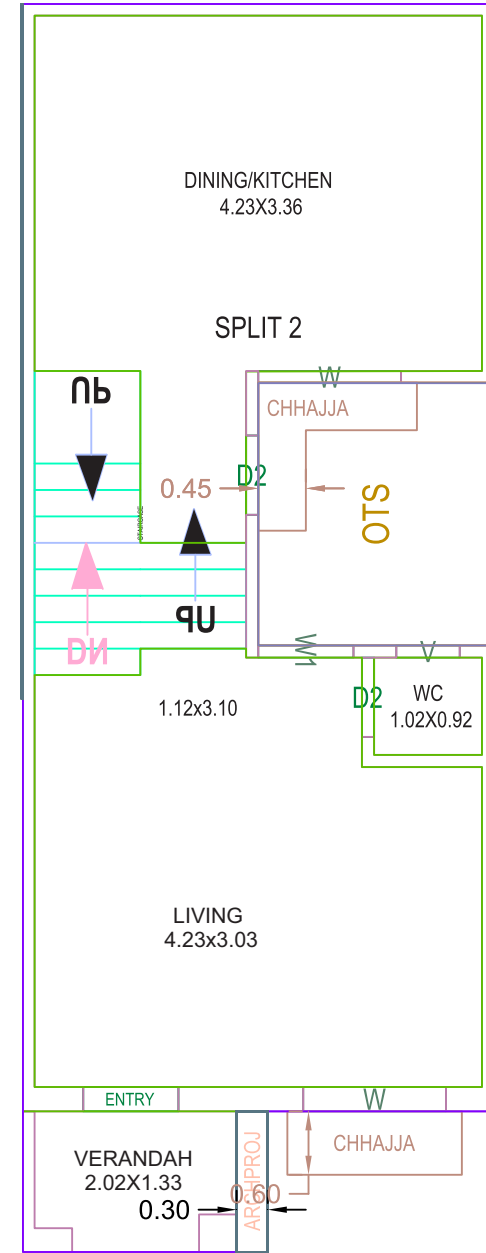 DINING/KITCHEN
4.23X3.36
SPLIT 2
W
UP
CHHAJJA
D2
0.45
OTS
STAIRCASE
UP
DN
W1
V
1.12x3.10
D2
WC
1.02X0.92
LIVING
4.23x3.03
ENTRY
W
VERANDAH
2.02X1.33
0.30
ARCHPROJ
0.60
CHHAJJA